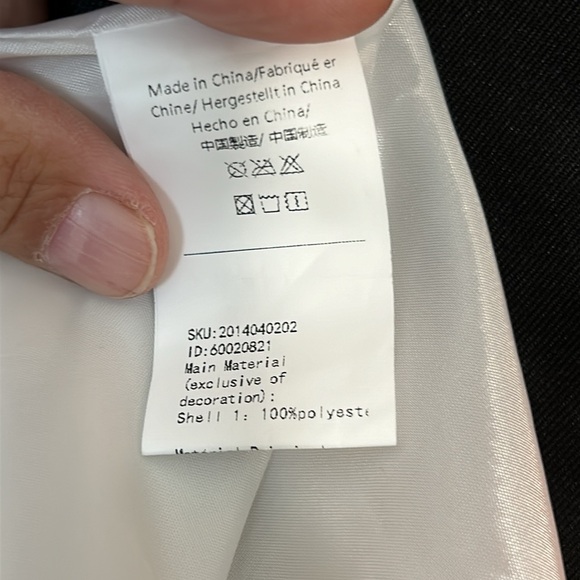 Made in China/Fabriqué er
Chine/ Hergestellt in China
Hecho en China/
中国製造/ 中国制造
SKU:2014040202
ID:60020821
Main Material
(exclusive of
decoration):
Shell 1: 100%polyeste